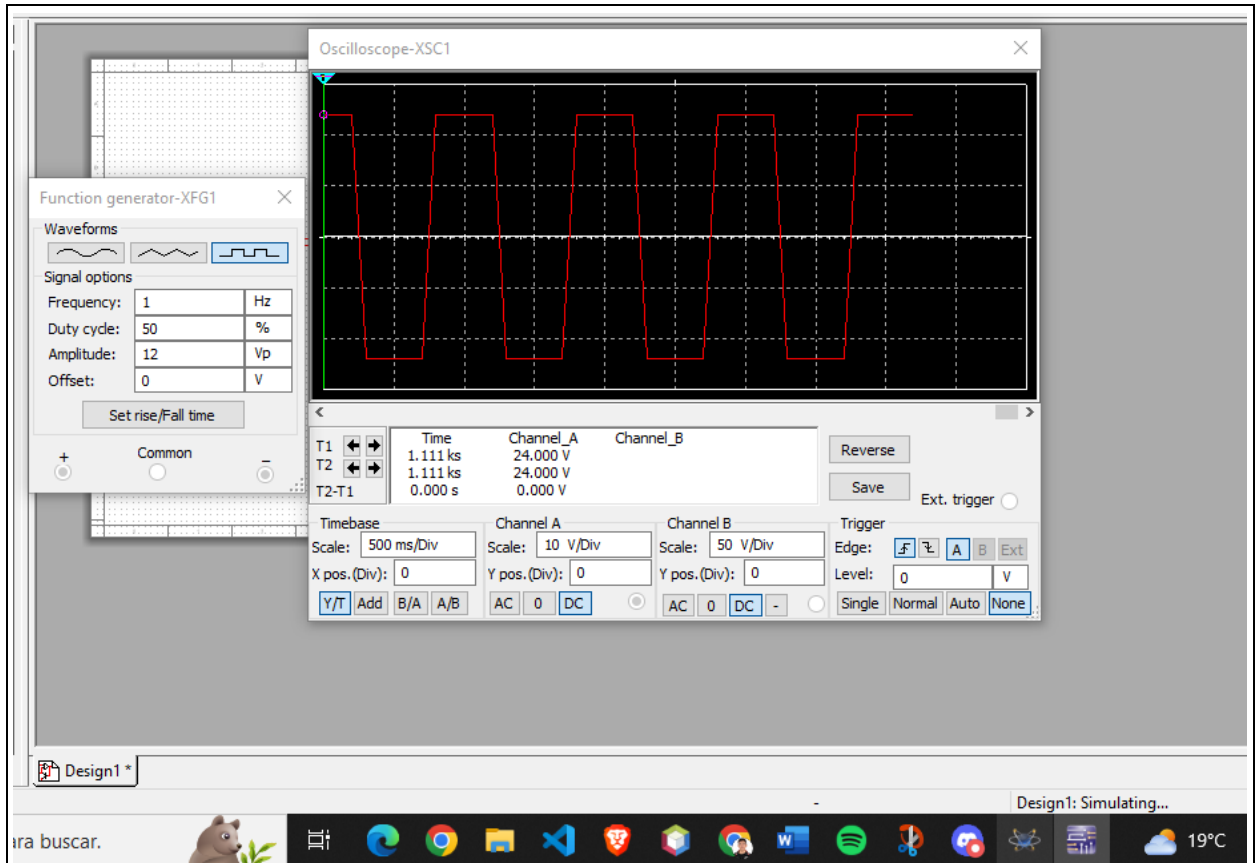 Oscilloscope-XSC1
Function generator-XFG1
Waveforms
Signal options
Frequency: 1 Hz
Duty cycle: 50 %
Amplitude: 12 Vp
Offset: 0 V
Set rise/Fall time
+ Common −
Time Channel_A Channel_B
T1 1.111 ks 24.000 V
T2 1.111 ks 24.000 V
T2-T1 0.000 s 0.000 V
Reverse
Save
Ext. trigger
Timebase
Scale: 500 ms/Div
X pos.(Div): 0
Y/T Add B/A A/B
Channel A
Scale: 10 V/Div
Y pos.(Div): 0
AC 0 DC
Channel B
Scale: 50 V/Div
Y pos.(Div): 0
AC 0 DC -
Trigger
Edge: A B Ext
Level: 0 V
Single Normal Auto None
Design1 *
-
Design1: Simulating...
ara buscar.
19°C